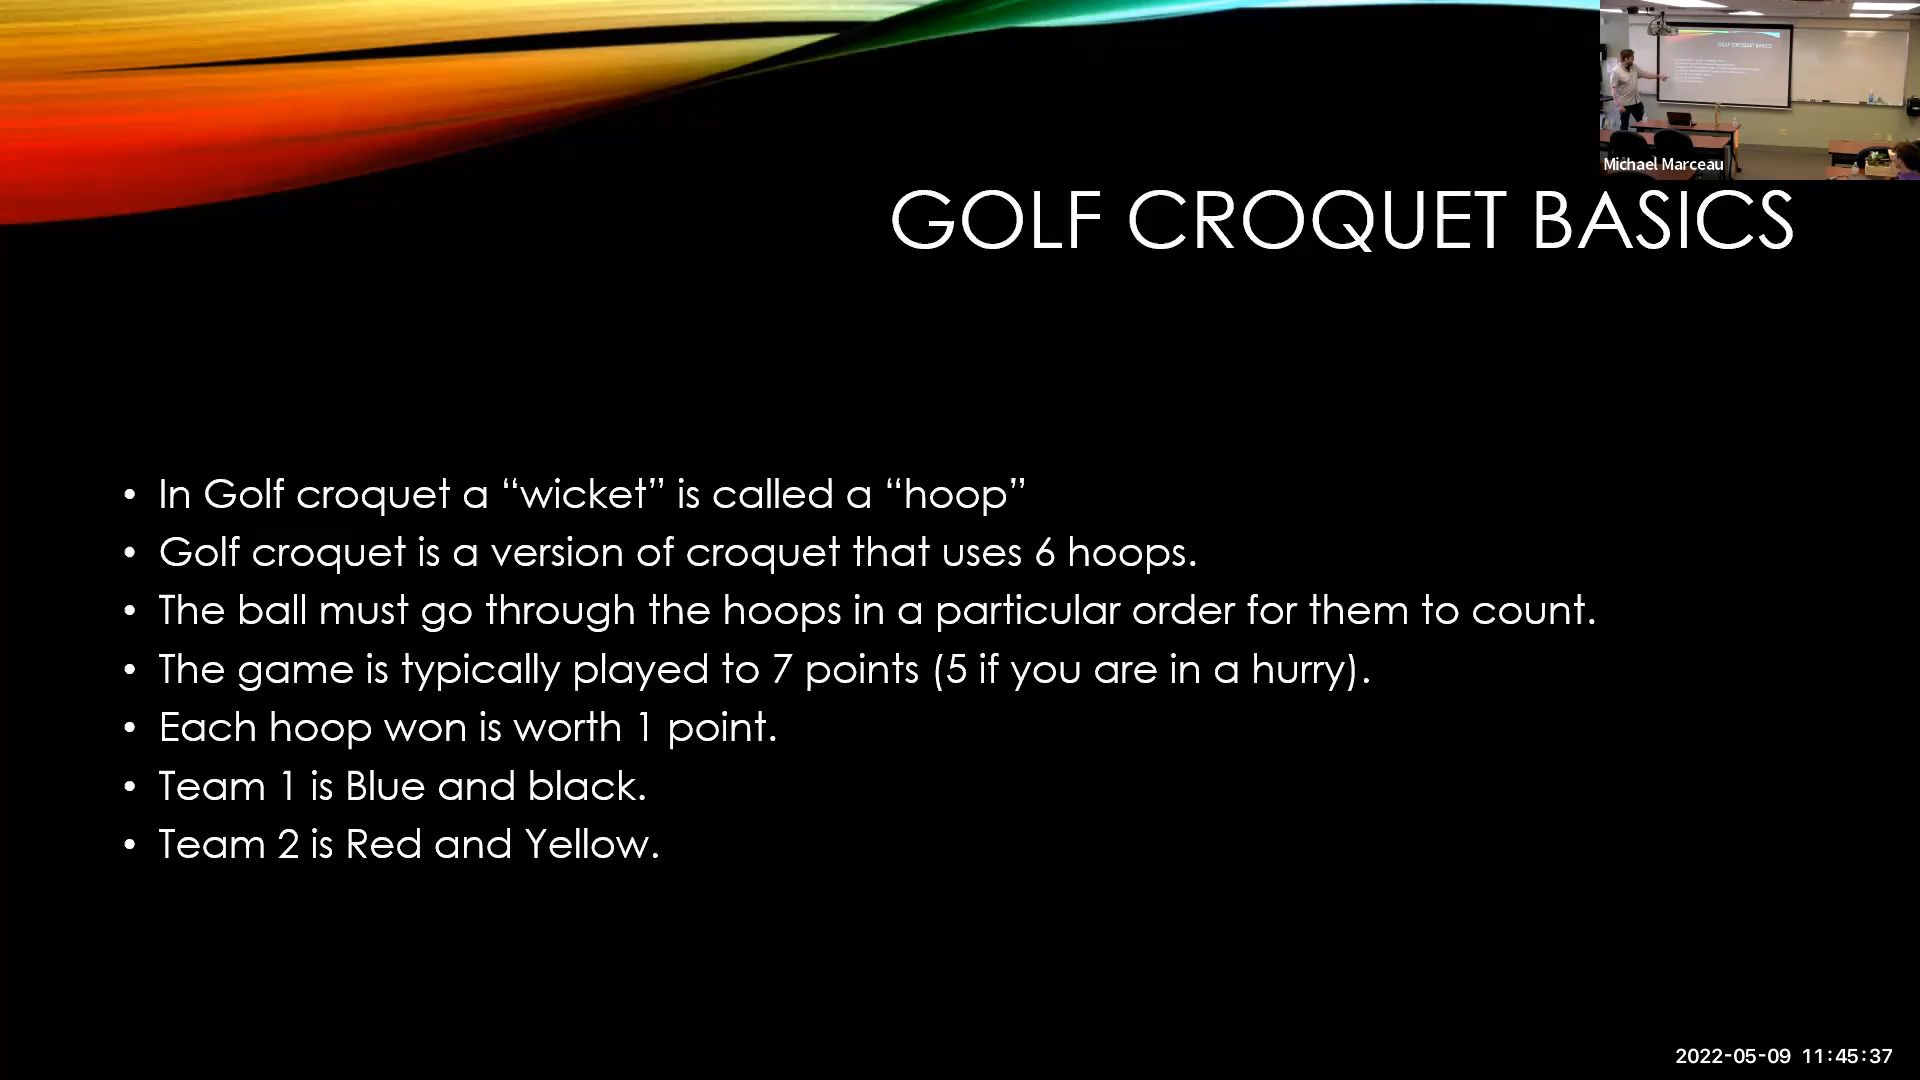 Michael Marceau
GOLF CROQUET BASICS
• In Golf croquet a “wicket” is called a “hoop”
• Golf croquet is a version of croquet that uses 6 hoops.
• The ball must go through the hoops in a particular order for them to count.
• The game is typically played to 7 points (5 if you are in a hurry).
• Each hoop won is worth 1 point.
• Team 1 is Blue and black.
• Team 2 is Red and Yellow.
2022-05-09 11:45:37